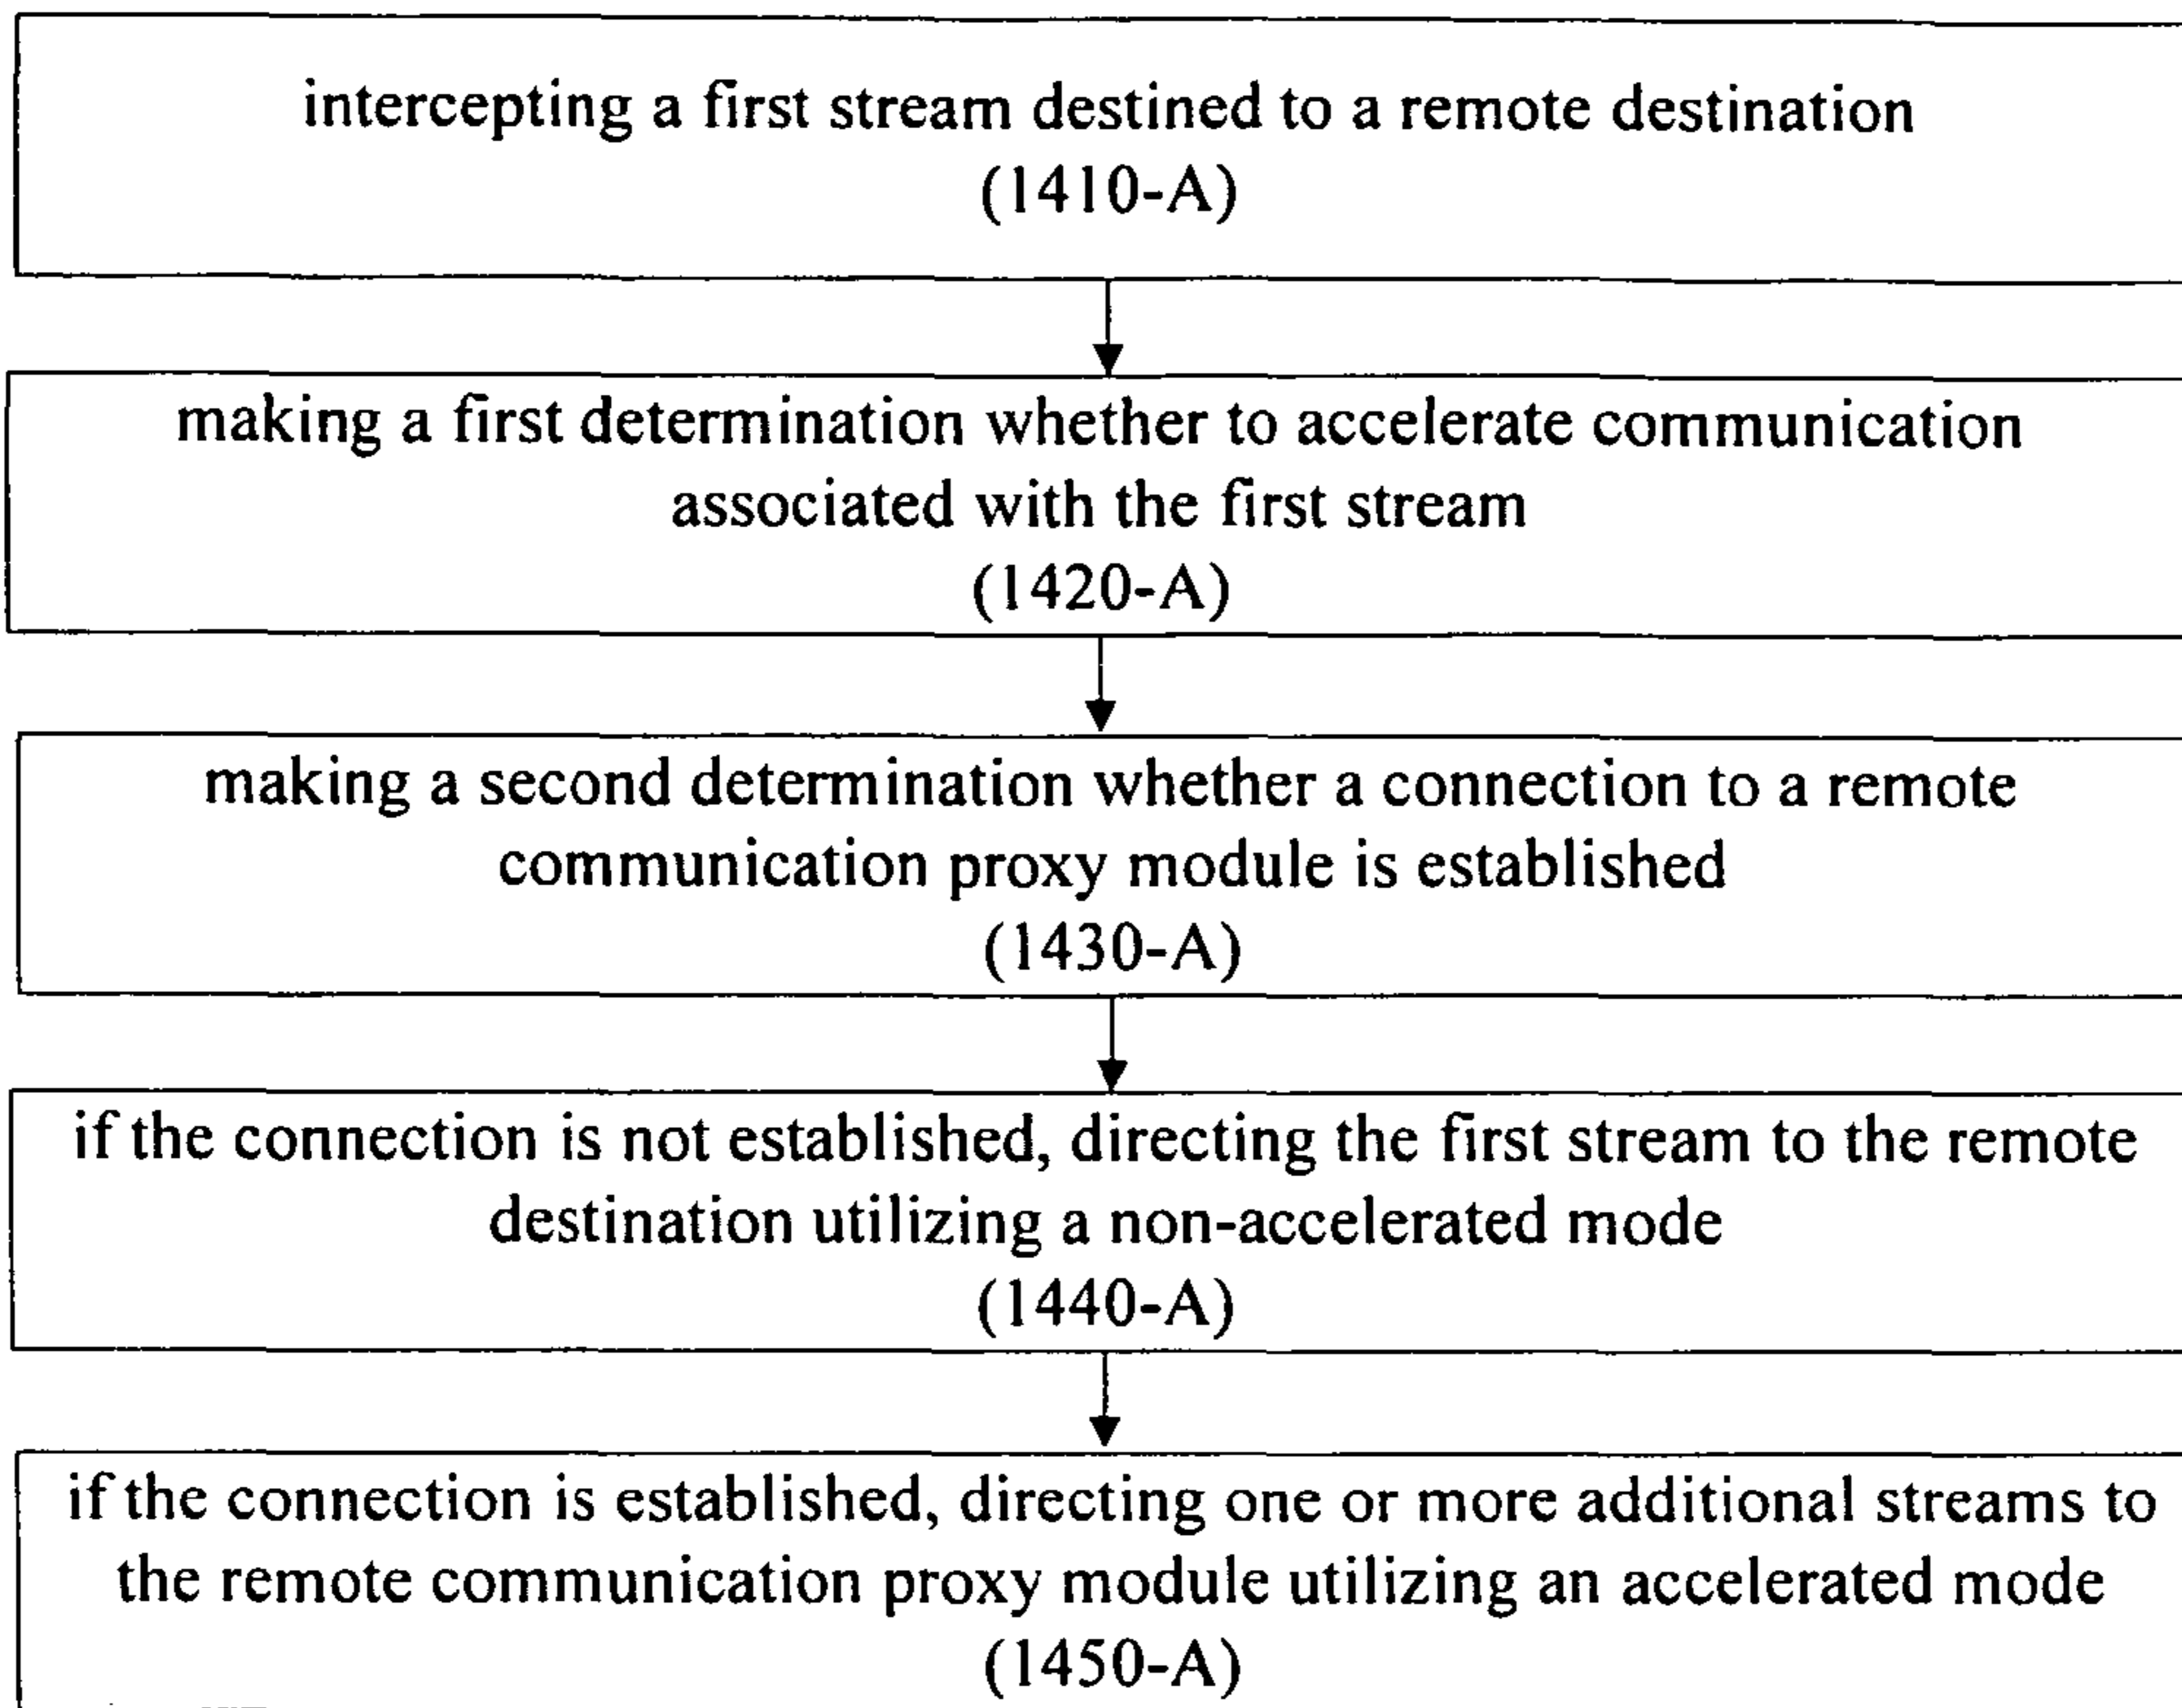 intercepting a first stream destined to a remote destination
(1410-A)
making a first determination whether to accelerate communication
associated with the first stream
(1420-A)
making a second determination whether a connection to a remote
communication proxy module is established
(1430-A)
if the connection is not established, directing the first stream to the remote
destination utilizing a non-accelerated mode
(1440-A)
if the connection is established, directing one or more additional streams to
the remote communication proxy module utilizing an accelerated mode
(1450-A)